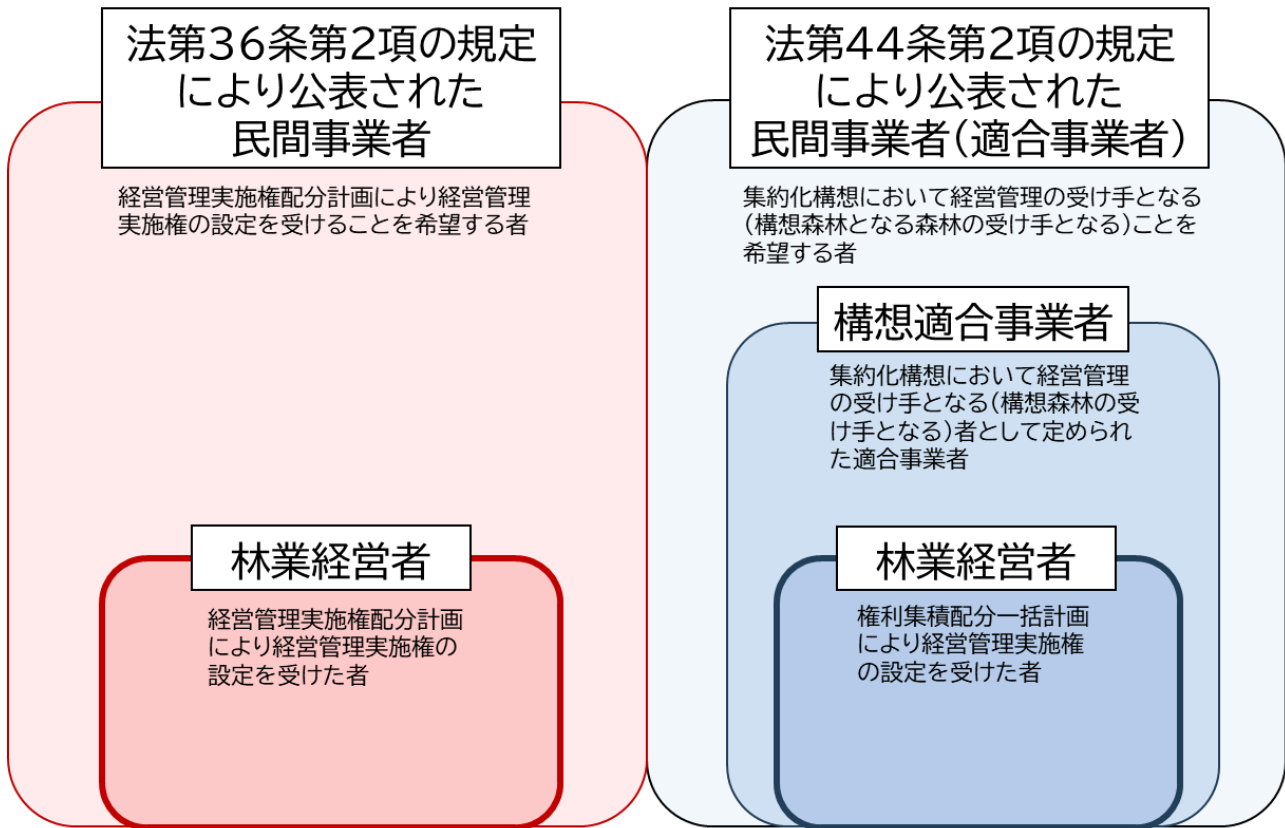 法第36条第2項の規定
により公表された
民間事業者
経営管理実施権配分計画により経営管理
実施権の設定を受けることを希望する者
林業経営者
経営管理実施権配分計画
により経営管理実施権の
設定を受けた者
法第44条第2項の規定
により公表された
民間事業者(適合事業者)
集約化構想において経営管理の受け手となる
(構想森林となる森林の受け手となる)ことを
希望する者
構想適合事業者
集約化構想において経営管理
の受け手となる(構想森林の受
け手となる)者として定められ
た適合事業者
林業経営者
権利集積配分一括計画
により経営管理実施権
の設定を受けた者